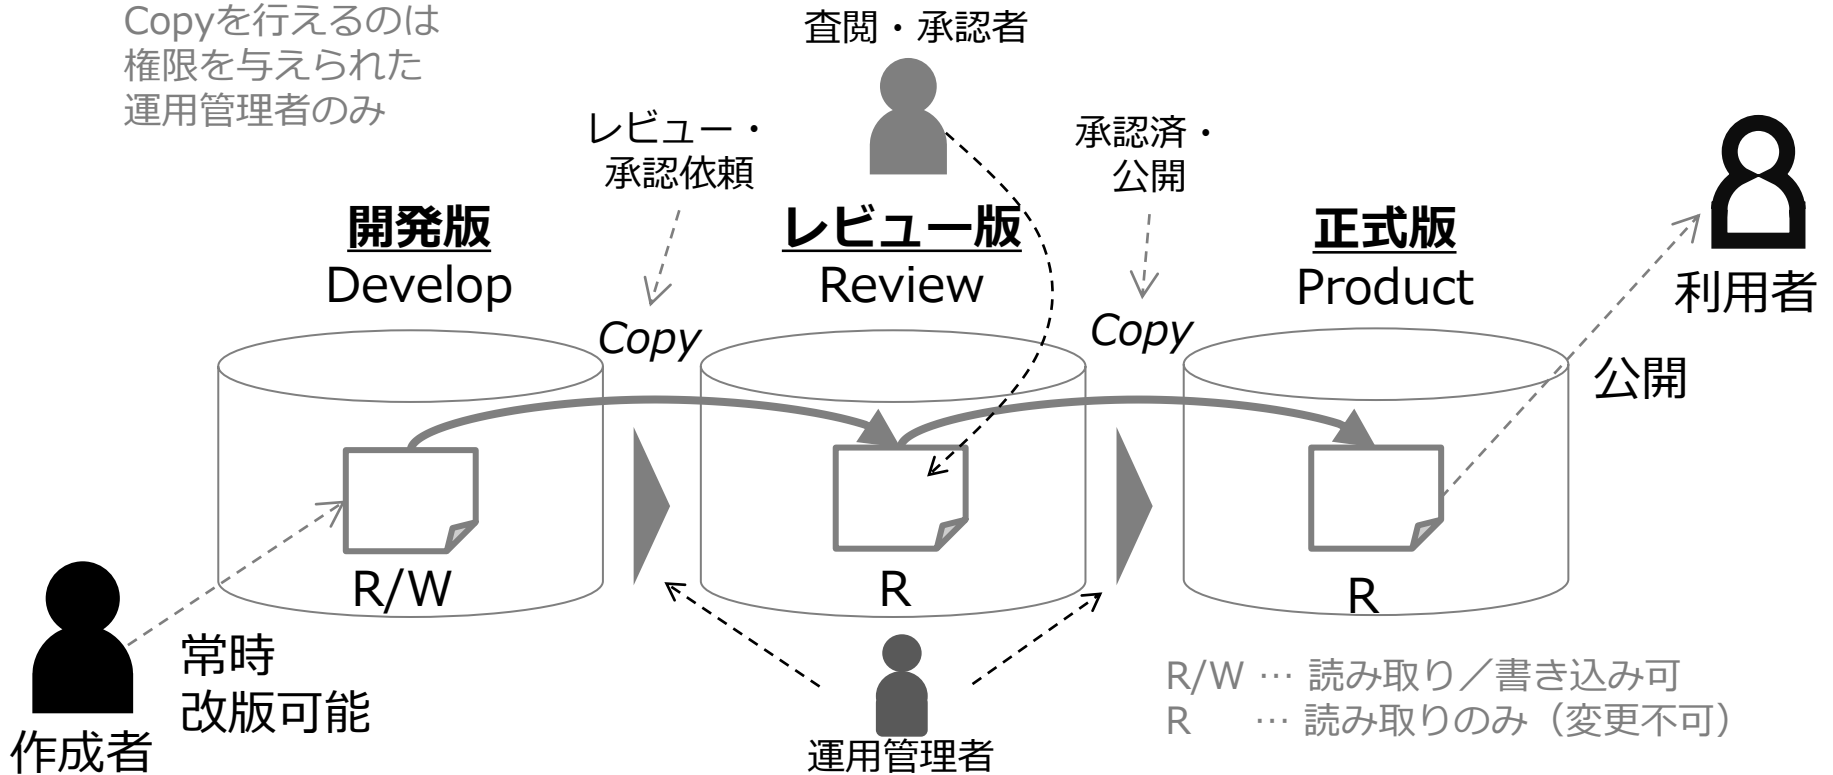 Copyを行えるのは
権限を与えられた
運用管理者のみ
査閲・承認者
レビュー・
承認依頼
承認済・
公開
開発版
Develop
レビュー版
Review
正式版
Product
利用者
Copy
Copy
公開
R/W
R
R
常時
改版可能
作成者
運用管理者
R/W … 読み取り／書き込み可
R … 読み取りのみ（変更不可）